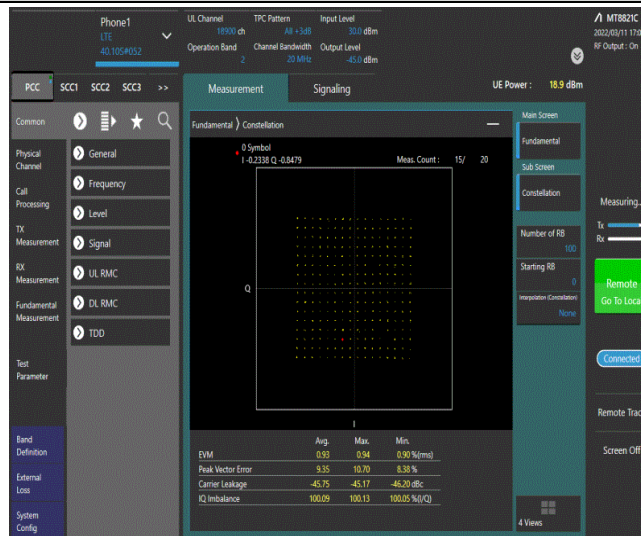 Phone1
LTE
40.105#052
UL Channel
18900 ch
TPC Pattern
All +3dB
Input Level
30.0 dBm
Operation Band
2
Channel Bandwidth
20 MHz
Output Level
-45.0 dBm
MT8821C
2022/03/11 17:0
RF Output : On
PCC
SCC1
SCC2
SCC3
>>
Measurement
Signaling
UE Power :
18.9 dBm
Common
Physical
Channel
Call
Processing
TX
Measurement
RX
Measurement
Fundamental
Measurement
Test
Parameter
Band
Definition
External
Loss
System
Config
General
Frequency
Level
Signal
UL RMC
DL RMC
TDD
Fundamental 〉 Constellation
0 Symbol
I -0.2338 Q -0.8479
Meas. Count :
15/
20
Q
I
Avg.
Max.
Min.
EVM
0.93
0.94
0.90 %(rms)
Peak Vector Error
9.35
10.70
8.38 %
Carrier Leakage
-45.75
-45.17
-46.20 dBc
IQ Imbalance
100.09
100.13
100.05 %(I/Q)
Main Screen
Fundamental
Sub Screen
Constellation
Number of RB
100
Starting RB
0
Interpolation (Constellation)
None
4 Views
Measuring..
Tx
Rx
Remote
Go To Loca
Connected
Remote Trac
Screen Off